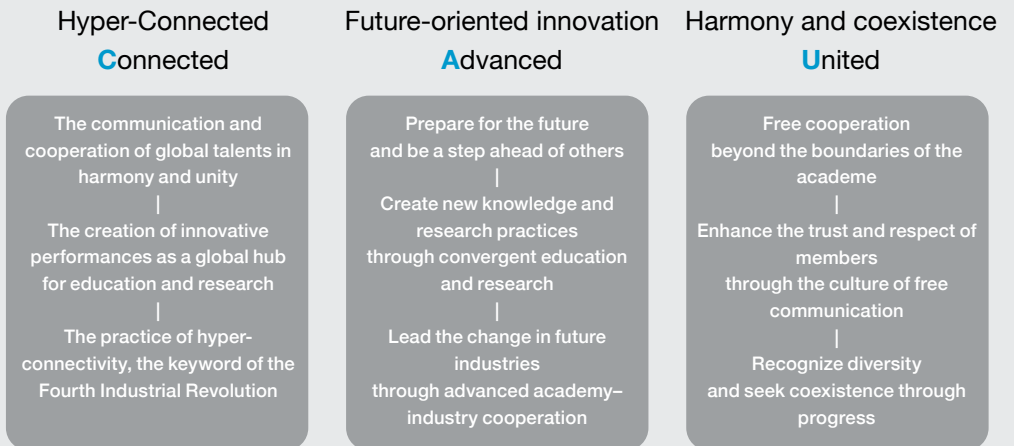 Hyper-Connected
Connected
The communication and
cooperation of global talents in
harmony and unity
|
The creation of innovative
performances as a global hub
for education and research
|
The practice of hyper-
connectivity, the keyword of the
Fourth Industrial Revolution
Future-oriented innovation
Advanced
Prepare for the future
and be a step ahead of others
|
Create new knowledge and
research practices
through convergent education
and research
|
Lead the change in future
industries
through advanced academy–
industry cooperation
Harmony and coexistence
United
Free cooperation
beyond the boundaries of the
academe
|
Enhance the trust and respect of
members
through the culture of free
communication
|
Recognize diversity
and seek coexistence through
progress